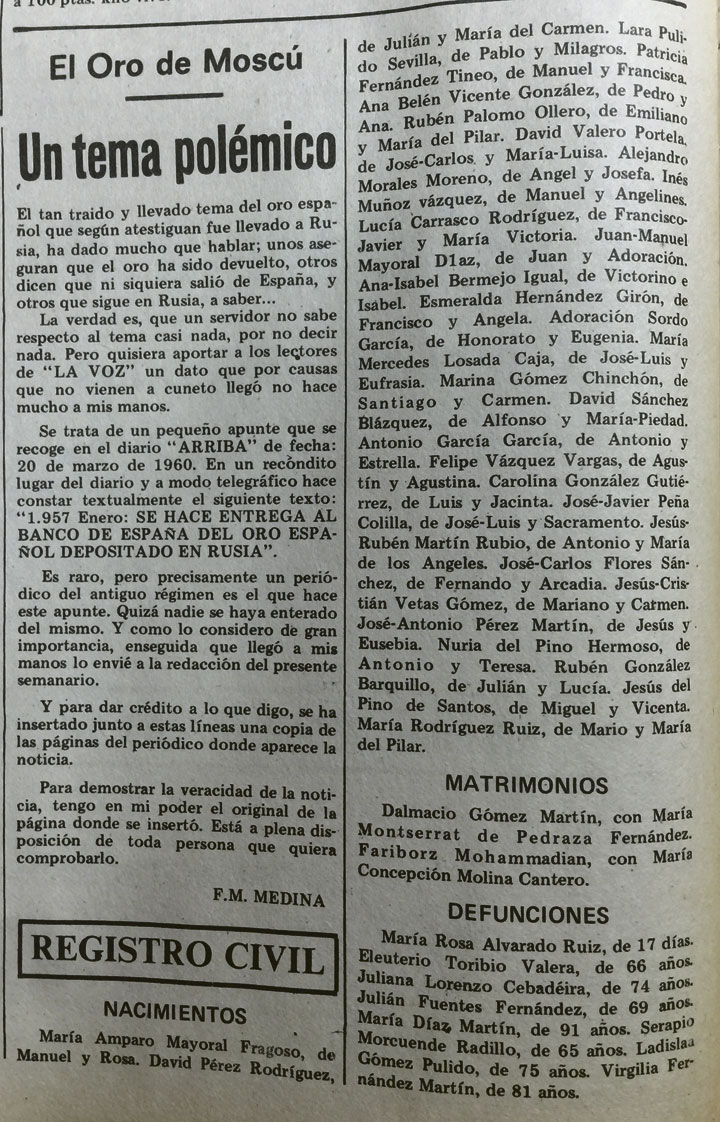 El Oro de Moscú
Un tema polémico
El tan traido y llevado tema del oro espa-
ñol que según atestiguan fue llevado a Ru-
sia, ha dado mucho que hablar; unos ase-
guran que el oro ha sido devuelto, otros
dicen que ni siquiera salió de España, y
otros que sigue en Rusia, a saber...
La verdad es, que un servidor no sabe
respecto al tema casi nada, por no decir
nada. Pero quisiera aportar a los lectores
de “LA VOZ” un dato que por causas
que no vienen a cuneto llegó no hace
mucho a mis manos.
Se trata de un pequeño apunte que se
recoge en el diario “ARRIBA” de fecha:
20 de marzo de 1960. En un recóndito
lugar del diario y a modo telegráfico hace
constar textualmente el siguiente texto:
“1.957 Enero: SE HACE ENTREGA AL
BANCO DE ESPAÑA DEL ORO ESPA-
ÑOL DEPOSITADO EN RUSIA”.
Es raro, pero precisamente un perió-
dico del antiguo régimen es el que hace
este apunte. Quizá nadie se haya enterado
del mismo. Y como lo considero de gran
importancia, enseguida que llegó a mis
manos lo envié a la redacción del presente
semanario.
Y para dar crédito a lo que digo, se ha
insertado junto a estas líneas una copia de
las páginas del periódico donde aparece la
noticia.
Para demostrar la veracidad de la noti-
cia, tengo en mi poder el original de la
página donde se insertó. Está a plena dis-
posición de toda persona que quiera
comprobarlo.
F.M. MEDINA
REGISTRO CIVIL
NACIMIENTOS
María Amparo Mayoral Fragoso, de
Manuel y Rosa. David Pérez Rodríguez,
de Julián y María del Carmen. Lara Puli-
do Sevilla, de Pablo y Milagros. Patricia
Fernández Tineo, de Manuel y Francisca.
Ana Belén Vicente González, de Pedro y
Ana. Rubén Palomo Ollero, de Emiliano
y María del Pilar. David Valero Portela,
de José-Carlos y María-Luisa. Alejandro
Morales Moreno, de Angel y Josefa. Inés
Muñoz vázquez, de Manuel y Angelines.
Lucía Carrasco Rodríguez, de Francisco-
Javier y María Victoria. Juan-Manuel
Mayoral D1az, de Juan y Adoración.
Ana-Isabel Bermejo Igual, de Victorino e
Isabel. Esmeralda Hernández Girón, de
Francisco y Angela. Adoración Sordo
García, de Honorato y Eugenia. María
Mercedes Losada Caja, de José-Luis y
Eufrasia. Marina Gómez Chinchón, de
Santiago y Carmen. David Sánchez
Blázquez, de Alfonso y María-Piedad.
Antonio García García, de Antonio y
Estrella. Felipe Vázquez Vargas, de Agus-
tín y Agustina. Carolina González Gutié-
rrez, de Luis y Jacinta. José-Javier Peña
Colilla, de José-Luis y Sacramento. Jesús-
Rubén Martín Rubio, de Antonio y María
de los Angeles. José-Carlos Flores Sán-
chez, de Fernando y Arcadia. Jesús-Cris-
tián Vetas Gómez, de Mariano y Carmen.
José-Antonio Pérez Martín, de Jesús y
Eusebia. Nuria del Pino Hermoso, de
Antonio y Teresa. Rubén González
Barquillo, de Julián y Lucía. Jesús del
Pino de Santos, de Miguel y Vicenta.
María Rodríguez Ruiz, de Mario y María
del Pilar.
MATRIMONIOS
Dalmacio Gómez Martín, con María
Montserrat de Pedraza Fernández.
Fariborz Mohammadian, con María
Concepción Molina Cantero.
DEFUNCIONES
María Rosa Alvarado Ruiz, de 17 días.
Eleuterio Toribio Valera, de 66 años.
Juliana Lorenzo Cebadéira, de 74 años.
Julián Fuentes Fernández, de 69 años.
María Díaz Martín, de 91 años. Serapio
Morcuende Radillo, de 65 años. Ladislaa
Gómez Pulido, de 75 años. Virgilia Fer-
nández Martín, de 81 años.